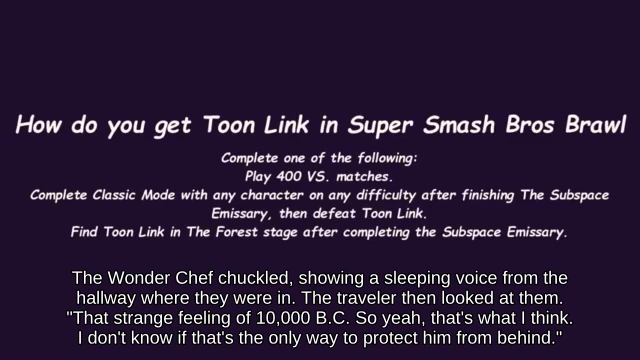 How do you get Toon Link in Super Smash Bros Brawl
Complete one of the following:
Play 400 VS. matches.
Complete Classic Mode with any character on any difficulty after finishing The Subspace
Emissary, then defeat Toon Link.
Find Toon Link in The Forest stage after completing the Subspace Emissary.
The Wonder Chef chuckled, showing a sleeping voice from the
hallway where they were in. The traveler then looked at them.
"That strange feeling of 10,000 B.C. So yeah, that's what I think.
I don't know if that's the only way to protect him from behind."